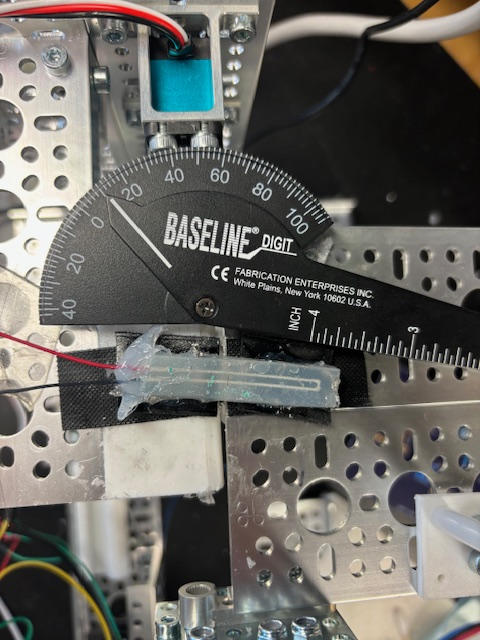 40 20 0 20 40 60 80 100
BASELINE® DIGIT
CE FABRICATION ENTERPRISES INC.
White Plains, New York 10602 U.S.A.
INCH 4 3